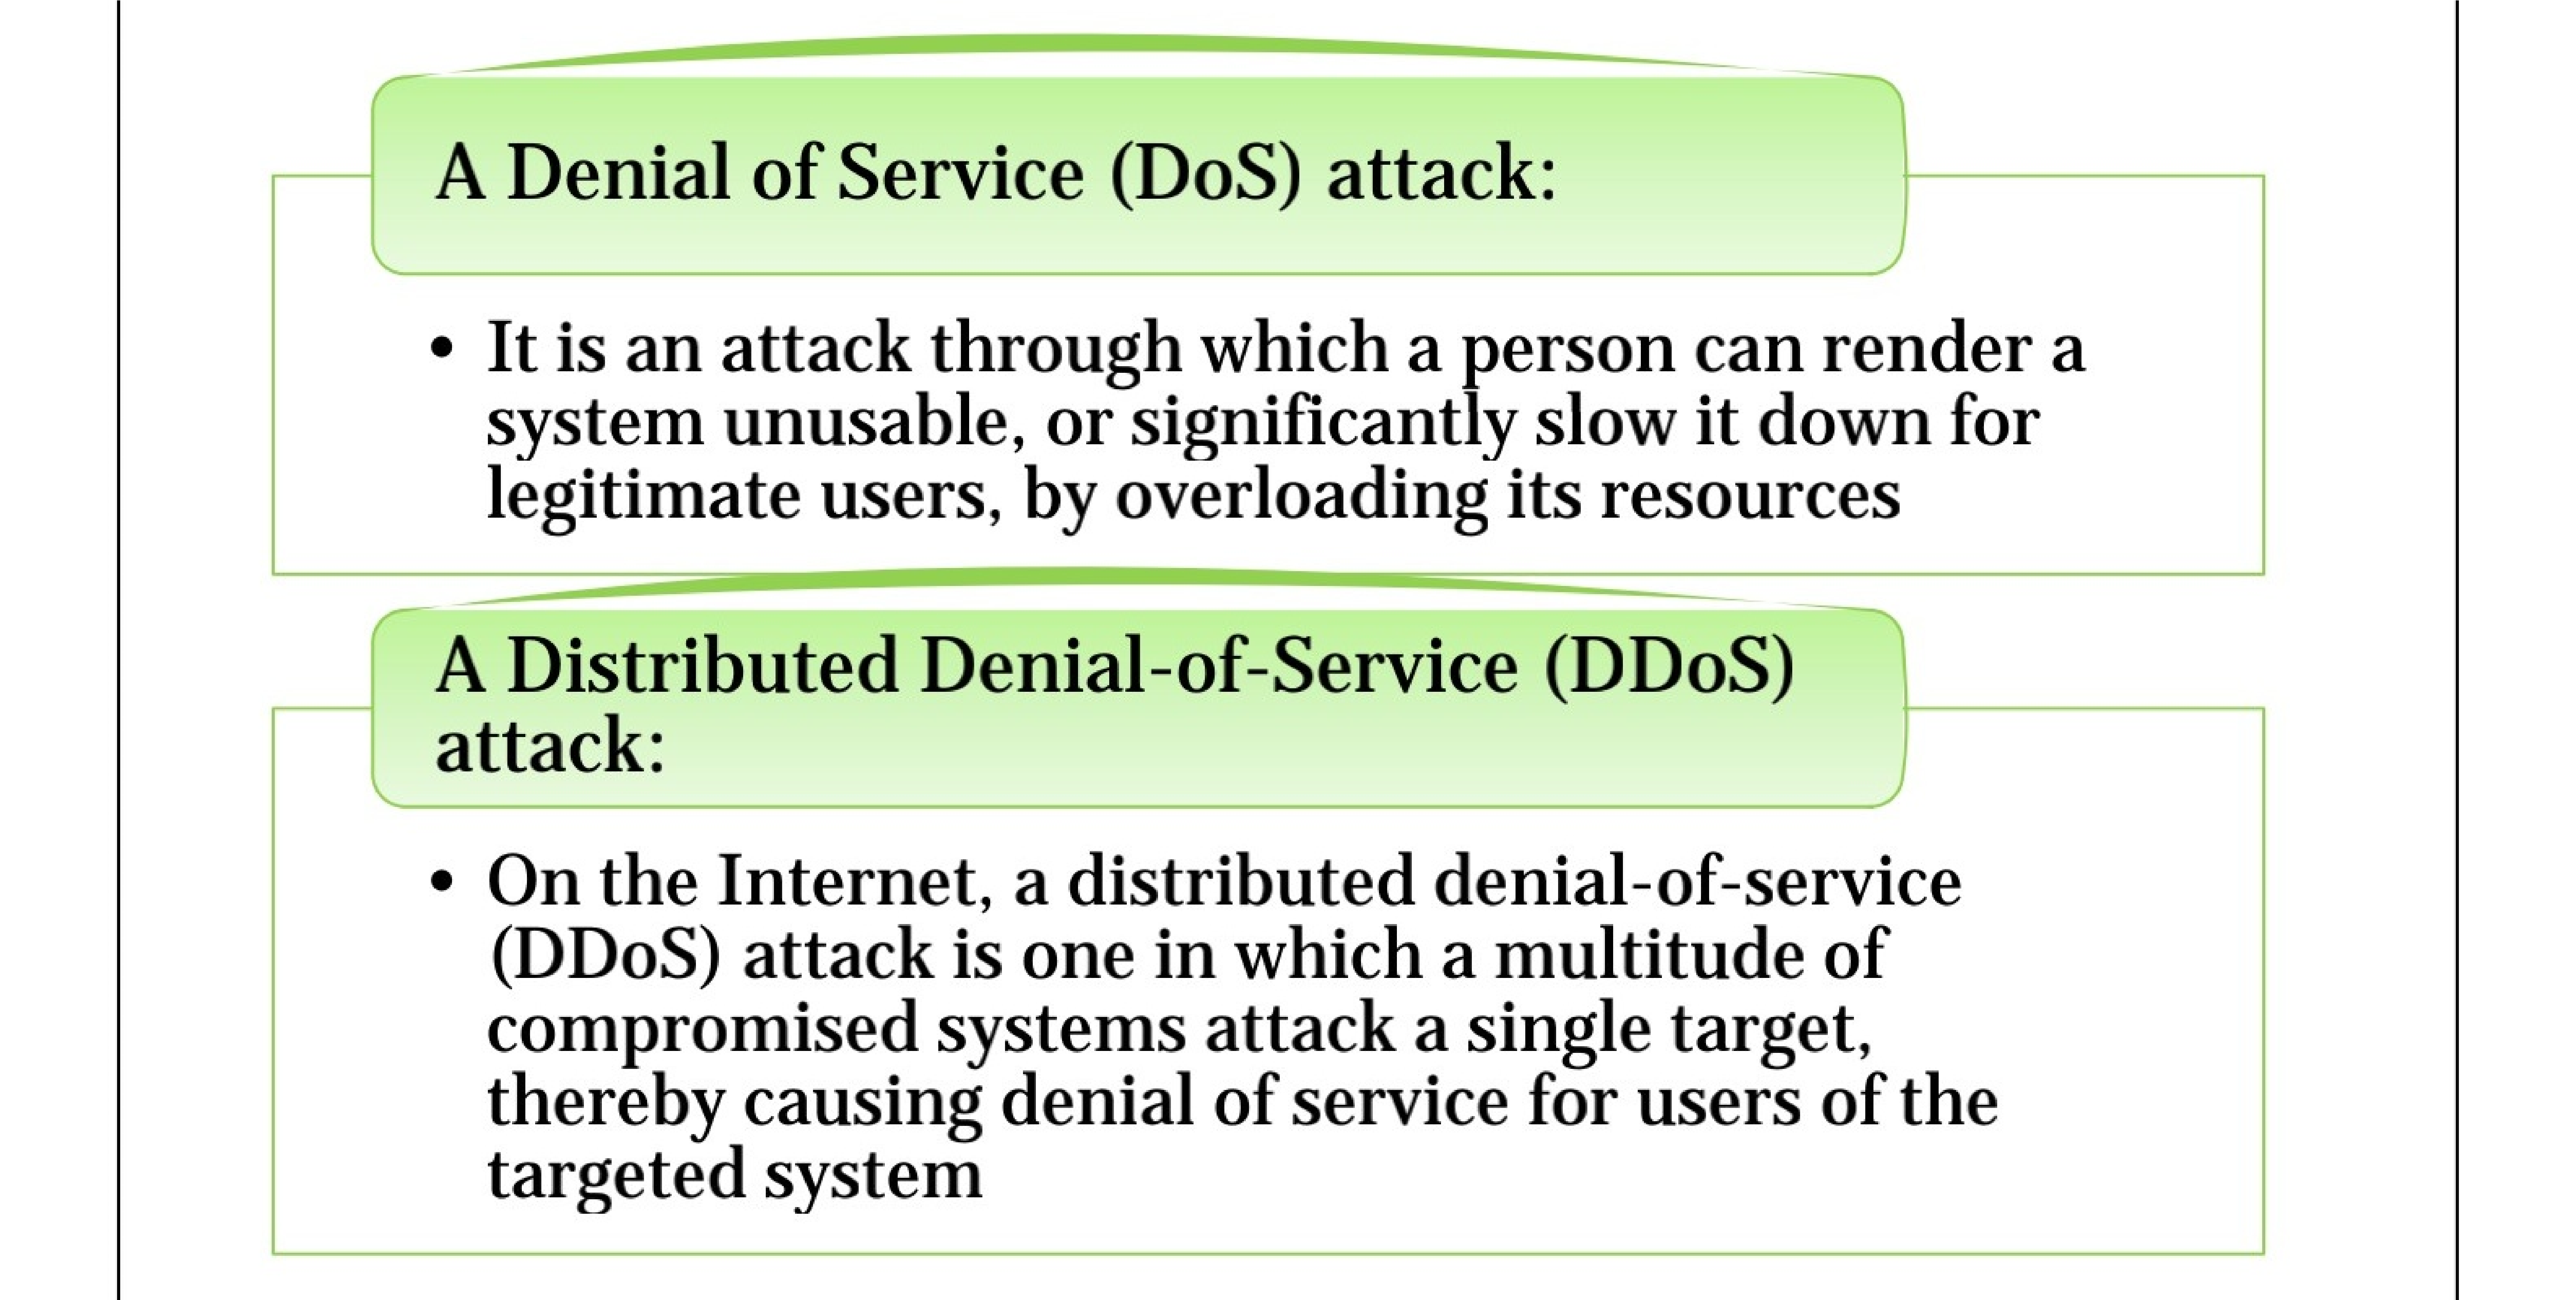 A Denial of Service (DoS) attack:
• It is an attack through which a person can render a
system unusable, or significantly slow it down for
legitimate users, by overloading its resources
A Distributed Denial-of-Service (DDoS)
attack:
• On the Internet, a distributed denial-of-service
(DDoS) attack is one in which a multitude of
compromised systems attack a single target,
thereby causing denial of service for users of the
targeted system